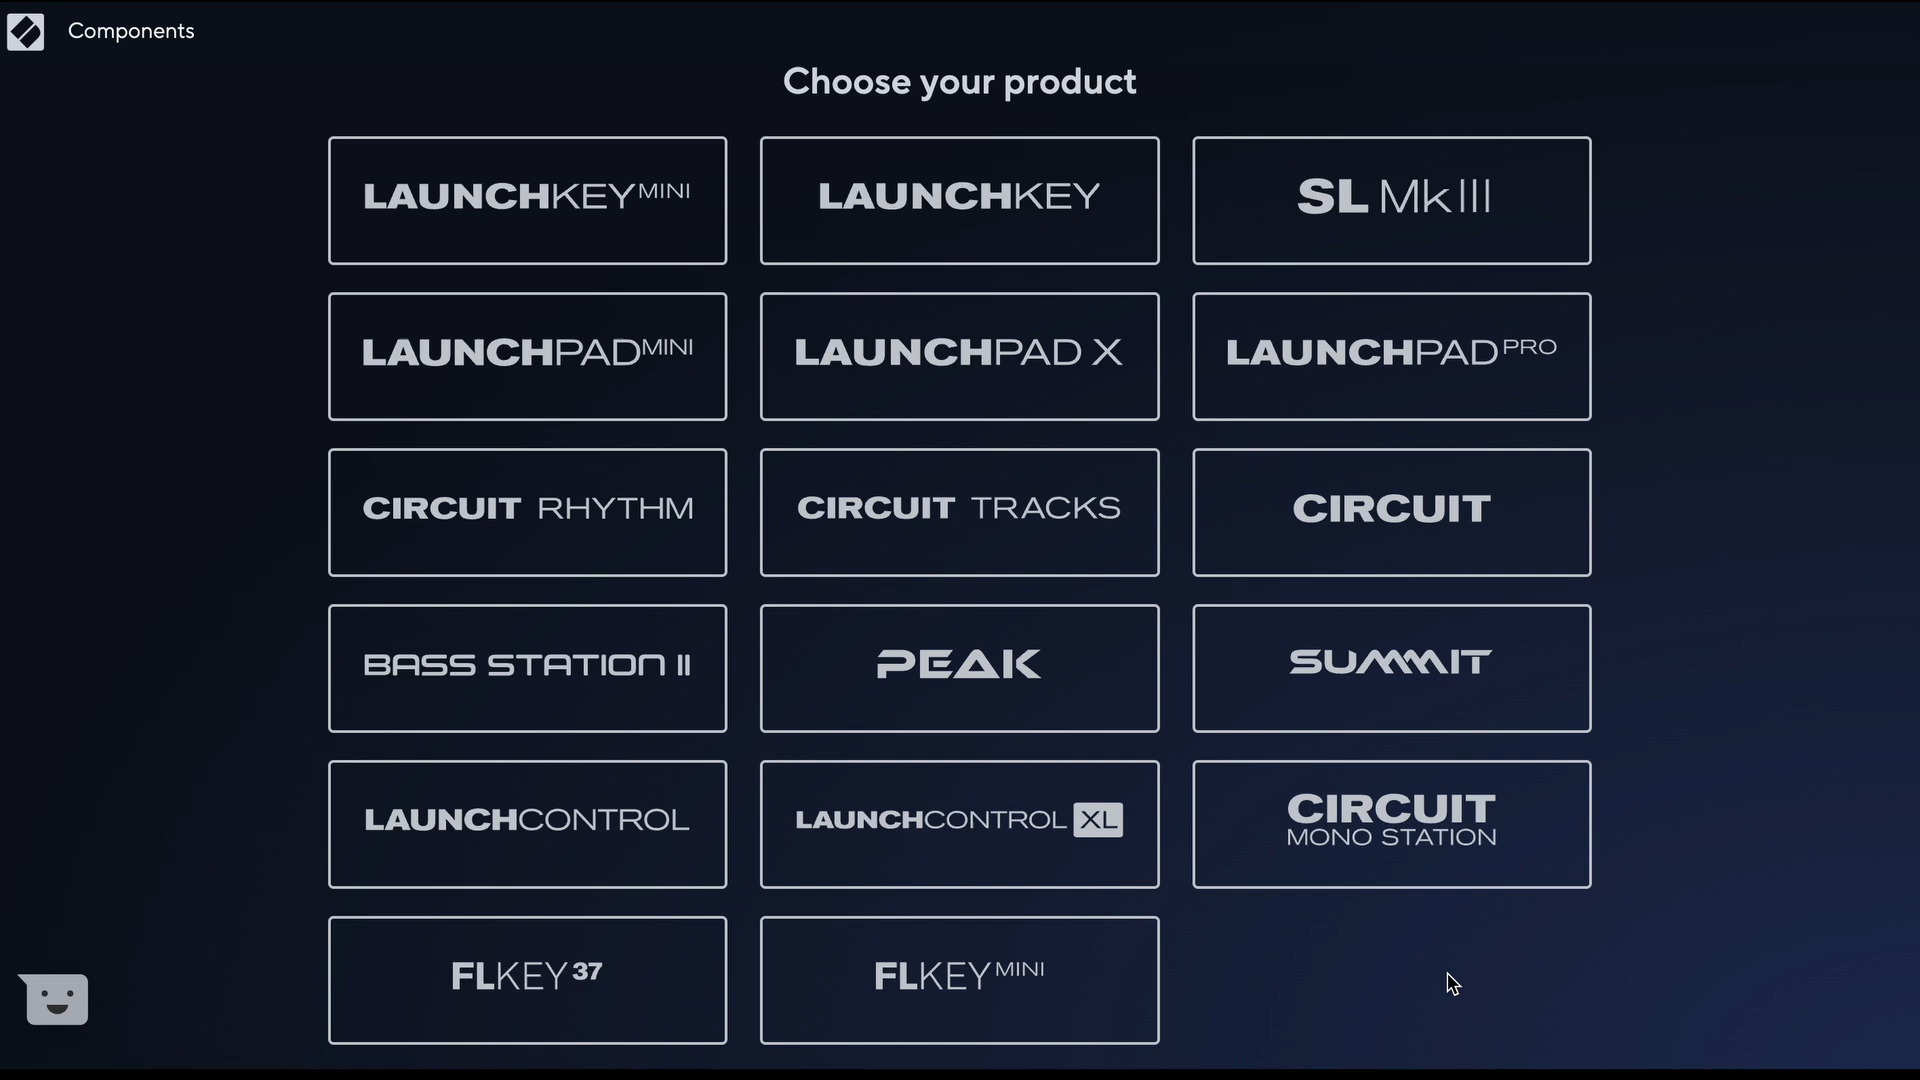 Components
Choose your product
LAUNCHKEY MINI
LAUNCHKEY
SL MkIII
LAUNCHPAD MINI
LAUNCHPAD X
LAUNCHPAD PRO
CIRCUIT RHYTHM
CIRCUIT TRACKS
CIRCUIT
BASS STATION II
PEAK
SUMMIT
LAUNCHCONTROL
LAUNCHCONTROL XL
CIRCUIT
MONO STATION
FLKEY 37
FLKEY MINI